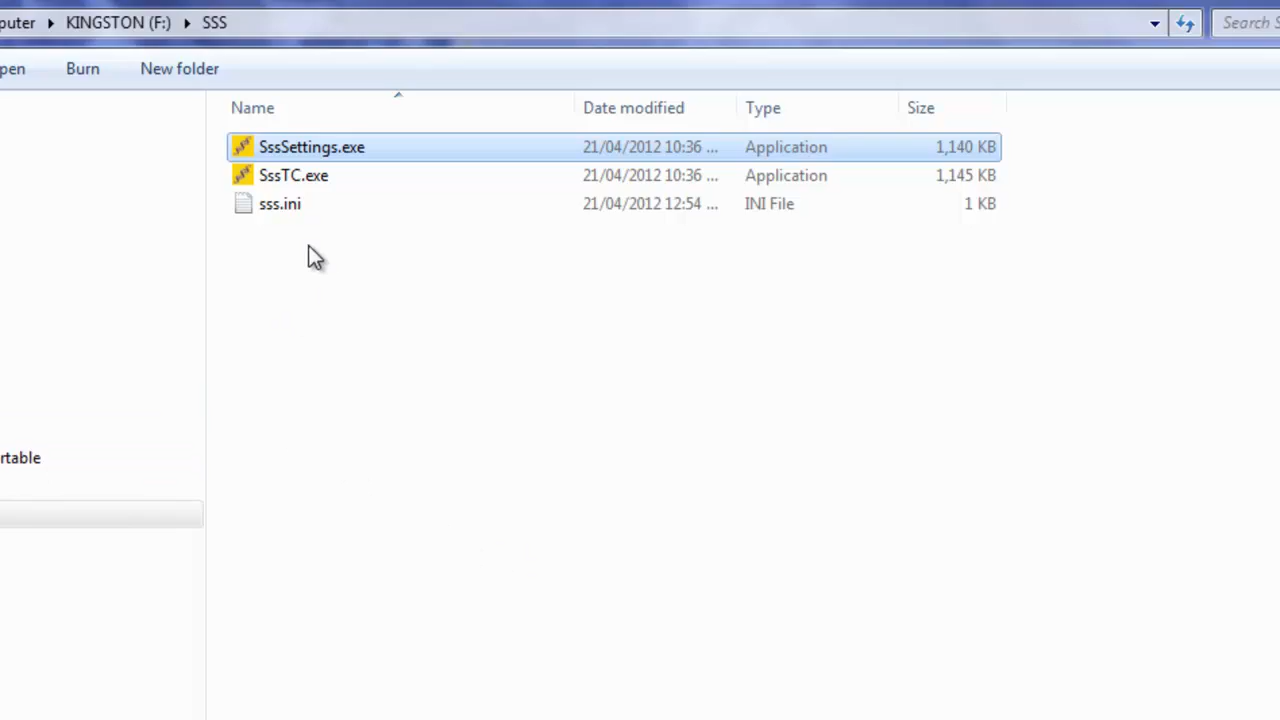 puter ▸ KINGSTON (F:) ▸ SSS Search S
pen Burn New folder
Name Date modified Type Size
SssSettings.exe 21/04/2012 10:36 ... Application 1,140 KB
SssTC.exe 21/04/2012 10:36 ... Application 1,145 KB
sss.ini 21/04/2012 12:54 ... INI File 1 KB
rtable